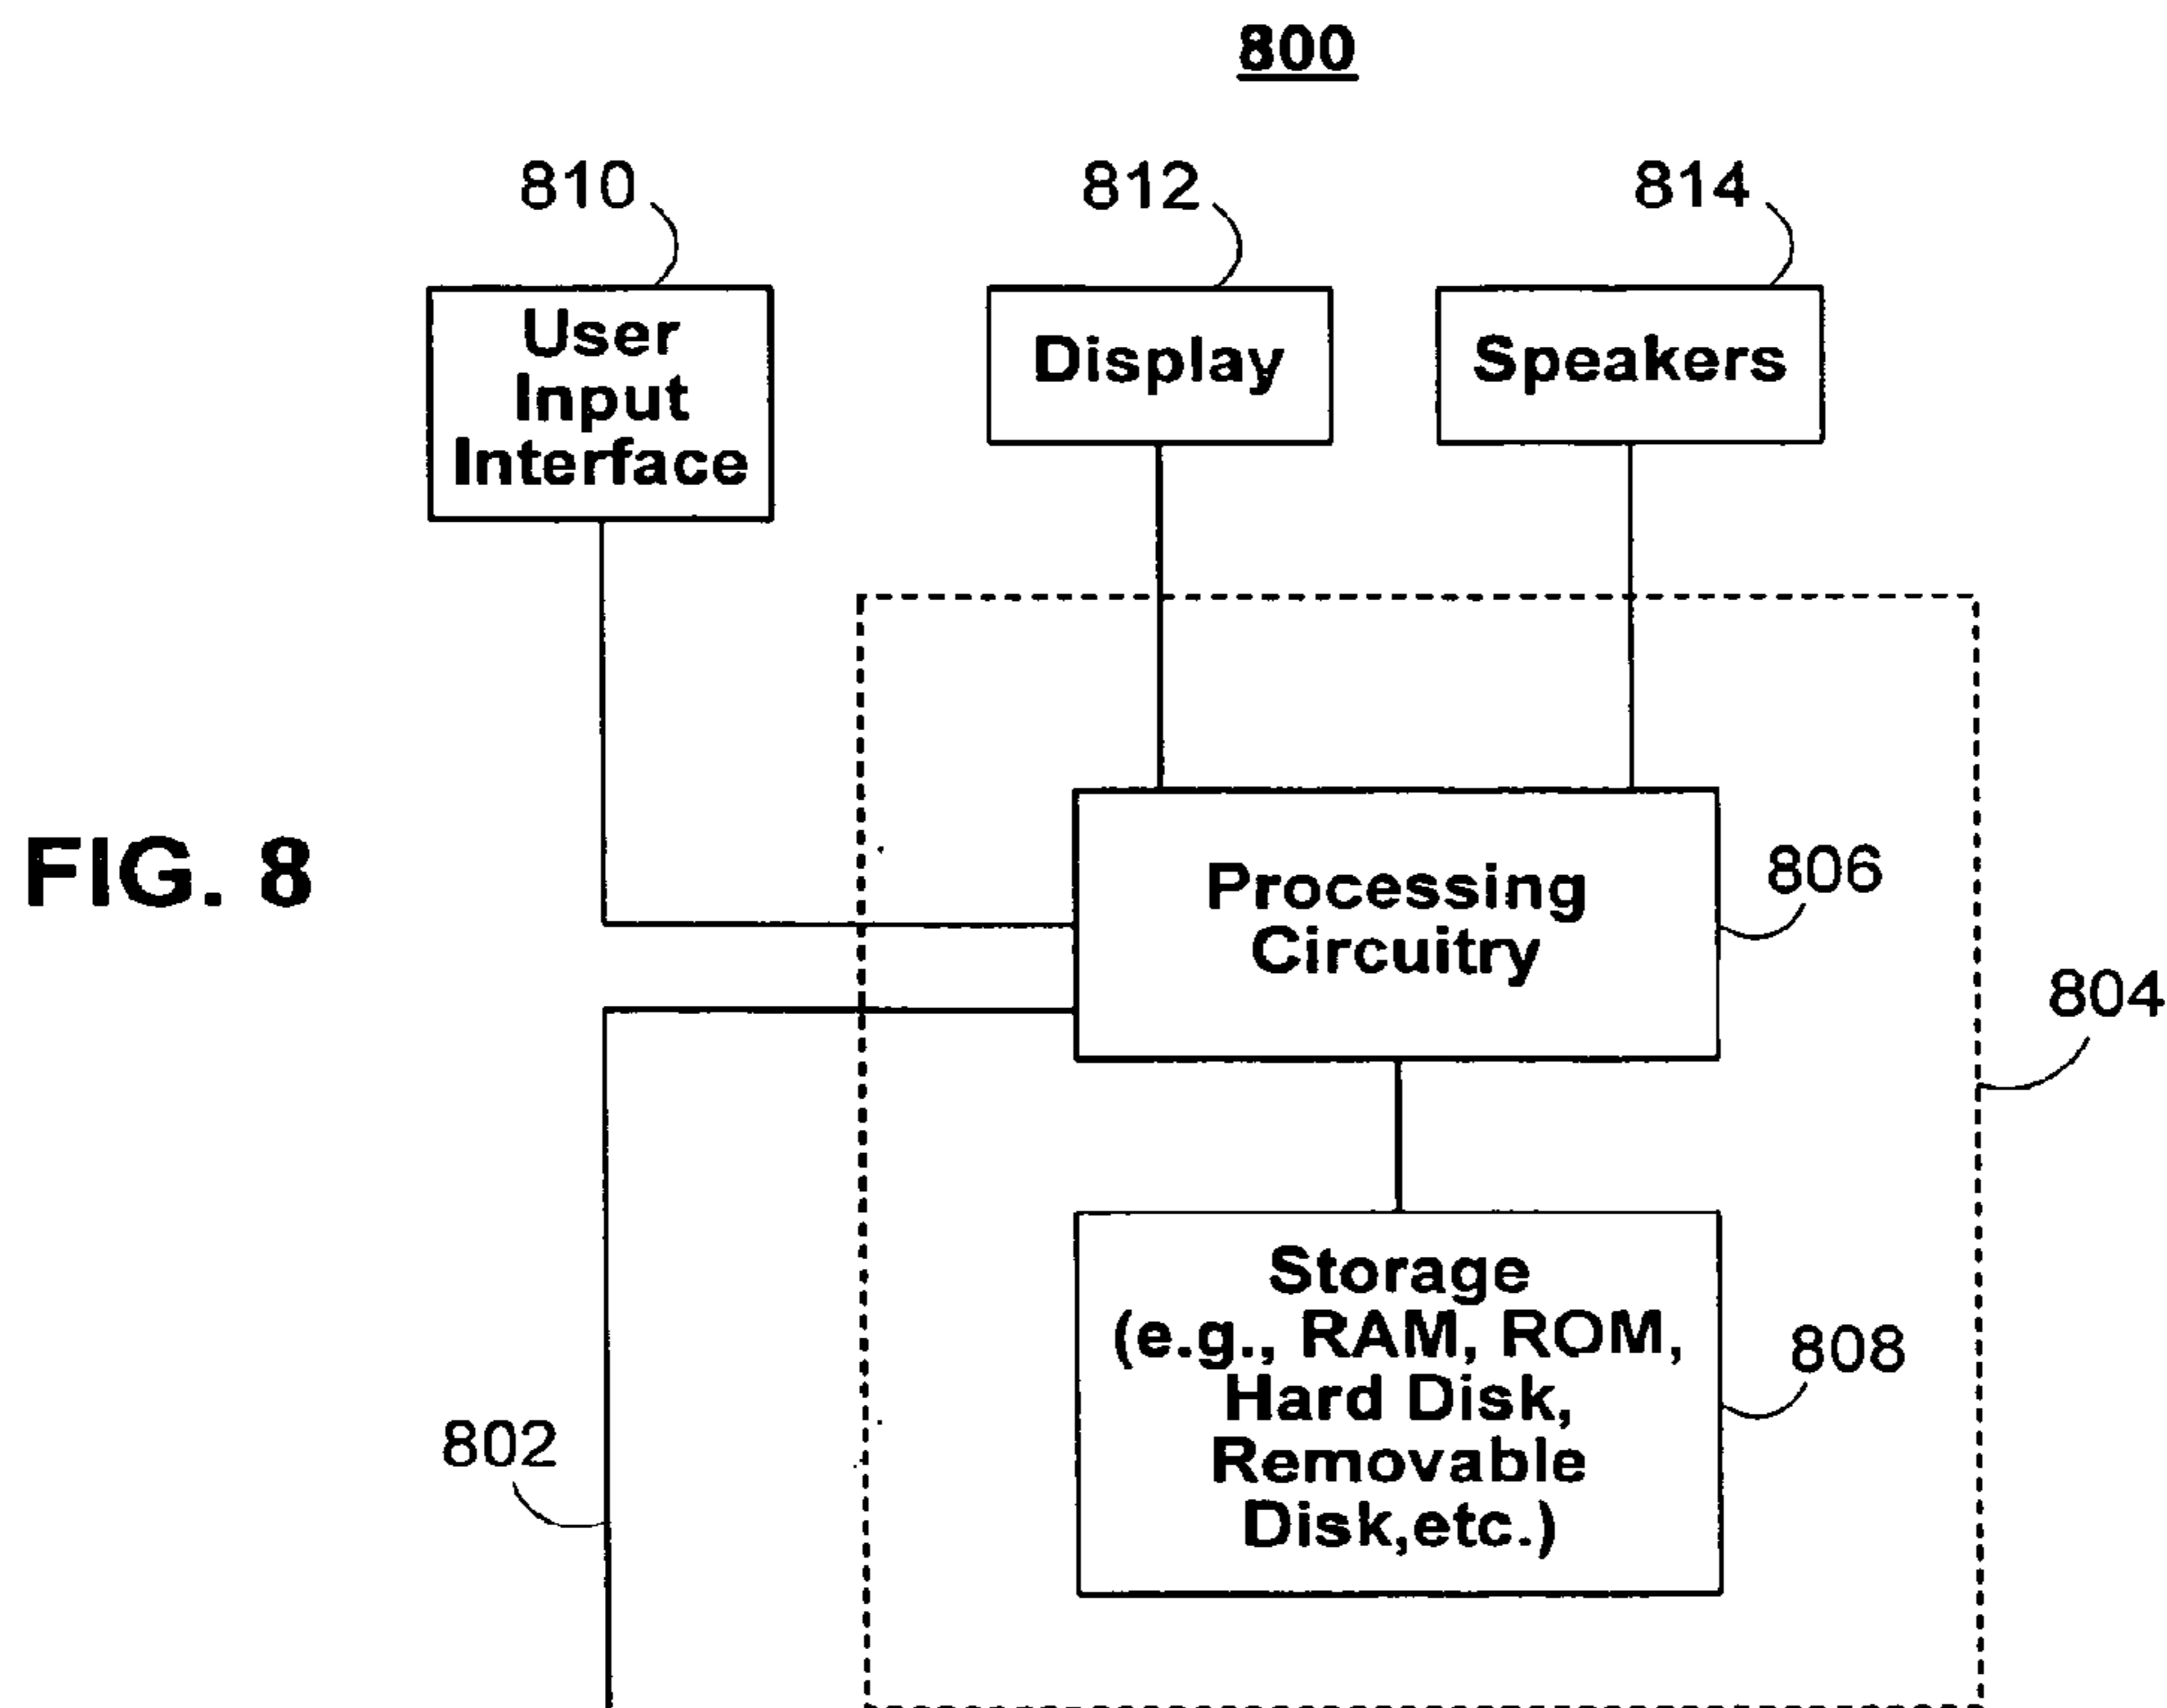 800
810
812
814
User
Input
Interface
Display
Speakers
FIG. 8
Processing
Circuitry
806
804
Storage
(e.g., RAM, ROM,
Hard Disk,
Removable
Disk,etc.)
808
802